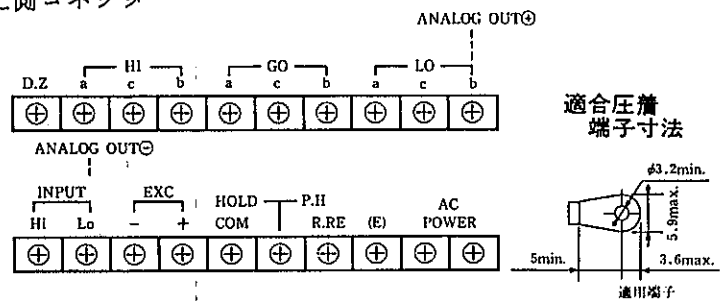 側コネクタ
ANALOG OUT⊕
HI GO LO
D.Z a c b a c b a c b
ANALOG OUT⊖
INPUT EXC HOLD P.H AC
HI Lo − + COM R.RE (E) POWER
適合圧着
端子寸法
φ3.2min.
5.9max.
5min. 3.6max.
適用端子